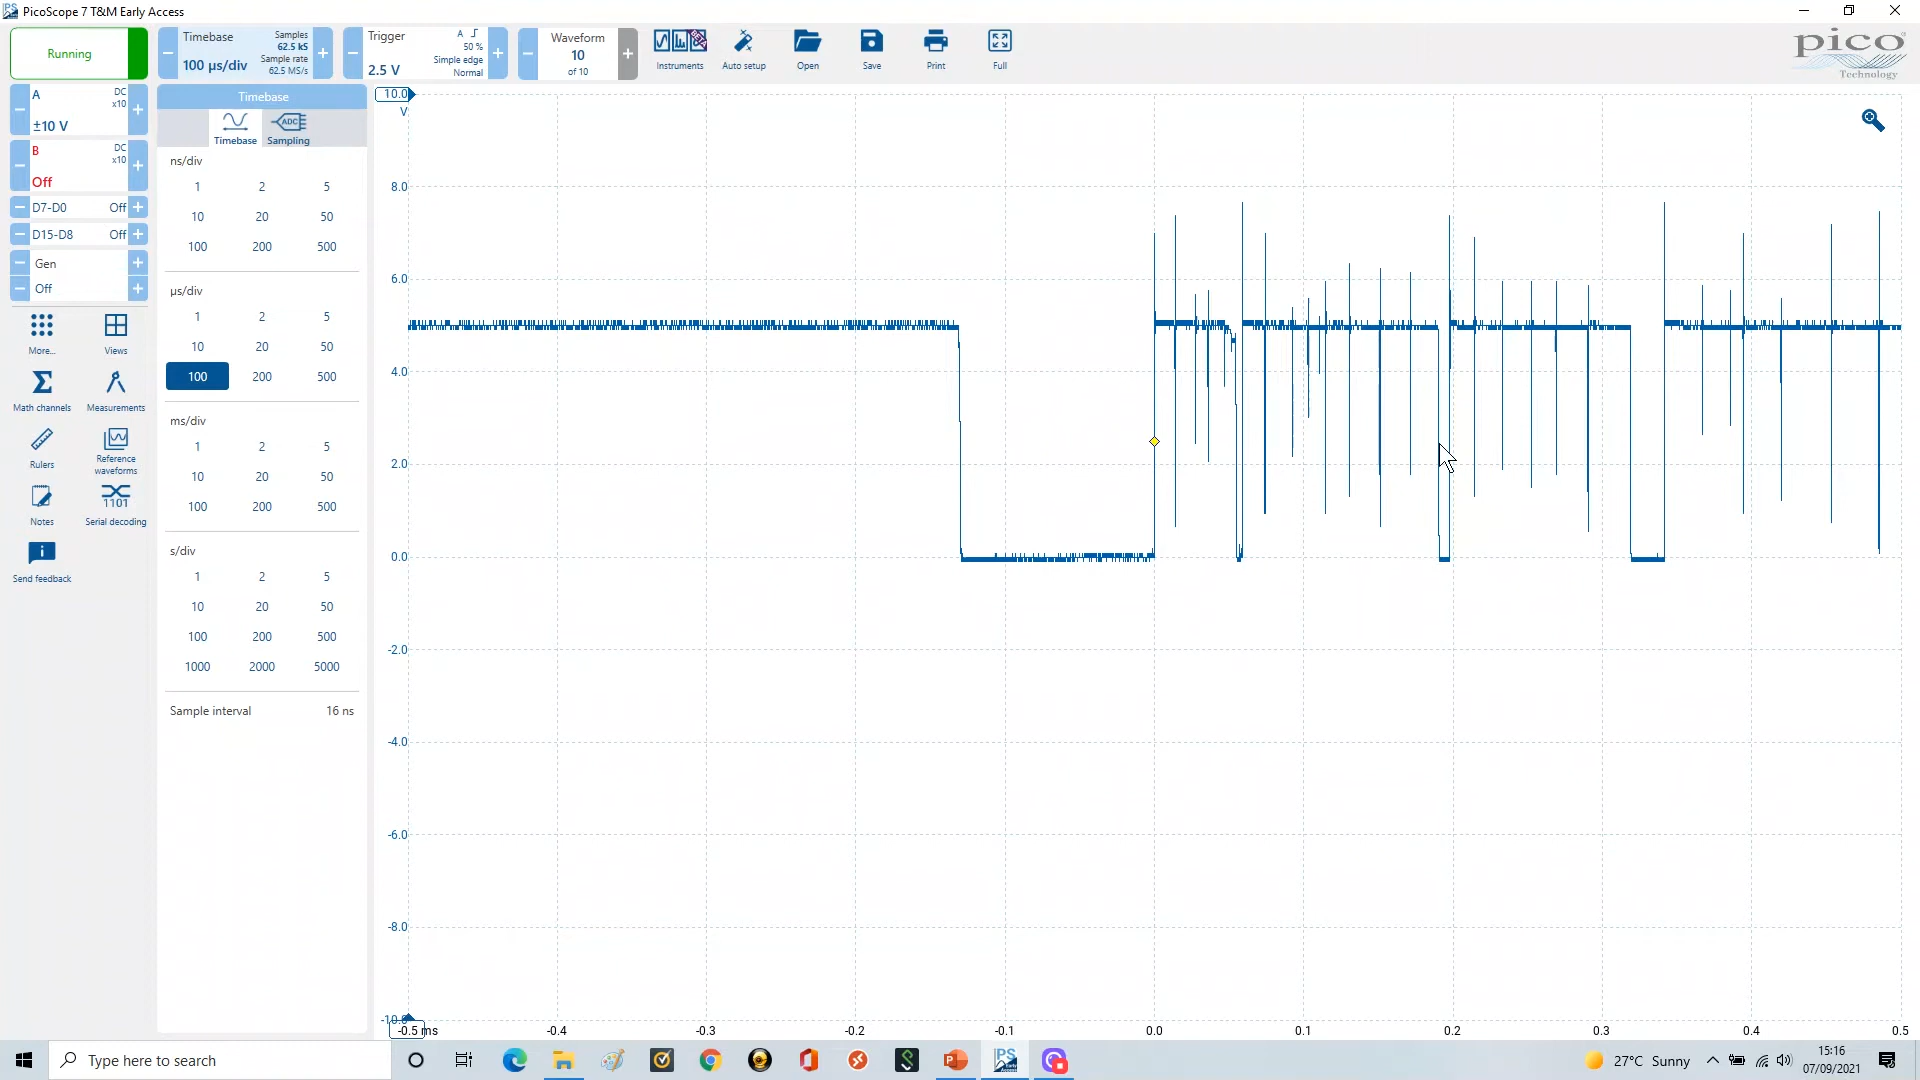 PicoScope 7 T&M Early Access
Running
Timebase
100 µs/div
Samples
62.5 kS
Sample rate
62.5 MS/s
Trigger
2.5 V
A
50 %
Simple edge
Normal
Waveform
10
of 10
Instruments
Auto setup
Open
Save
Print
Full
pico
Technology
A
DC
x10
±10 V
B
DC
x10
Off
D7-D0 Off
D15-D8 Off
Gen
Off
More...
Views
Math channels
Measurements
Rulers
Reference
waveforms
Notes
1101
Serial decoding
Send feedback
Timebase
Timebase
ADC
Sampling
ns/div
1 2 5
10 20 50
100 200 500
µs/div
1 2 5
10 20 50
100 200 500
ms/div
1 2 5
10 20 50
100 200 500
s/div
1 2 5
10 20 50
100 200 500
1000 2000 5000
Sample interval 16 ns
10.0
V
8.0
6.0
4.0
2.0
0.0
-2.0
-4.0
-6.0
-8.0
-10.0
-0.5 ms -0.4 -0.3 -0.2 -0.1 0.0 0.1 0.2 0.3 0.4 0.5
Type here to search
27°C Sunny
15:16
07/09/2021